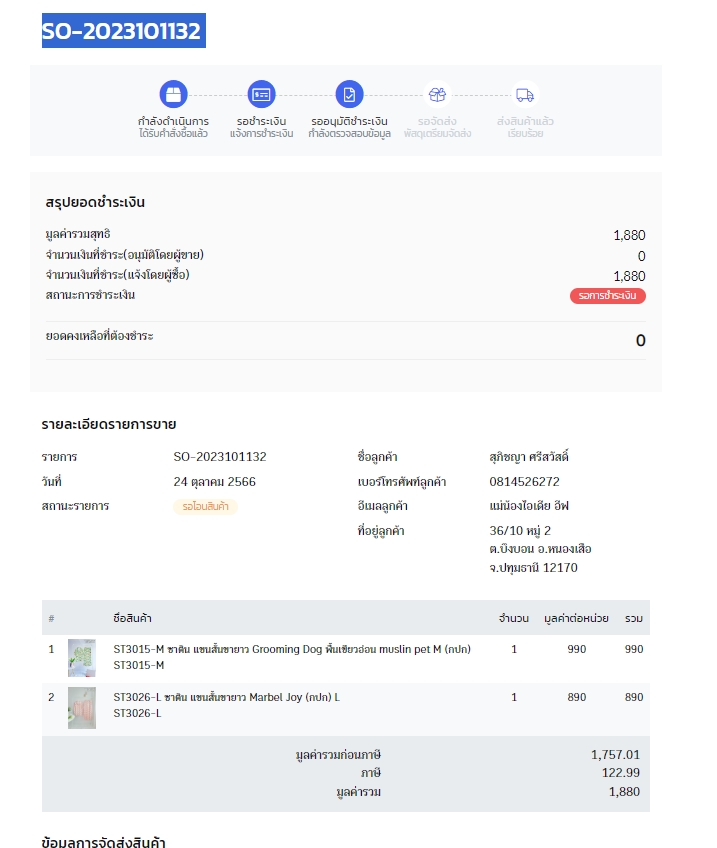 SO-2023101132
กำลังดำเนินการ
ได้รับคำสั่งซื้อแล้ว
รอชำระเงิน
แจ้งการชำระเงิน
รออนุมัติชำระเงิน
กำลังตรวจสอบข้อมูล
รอจัดส่ง
พัสดุเตรียมจัดส่ง
ส่งสินค้าแล้ว
เรียบร้อย
สรุปยอดชำระเงิน
มูลค่ารวมสุทธิ 1,880
จำนวนเงินที่ชำระ(อนุมัติโดยผู้ขาย) 0
จำนวนเงินที่ชำระ(แจ้งโดยผู้ซื้อ) 1,880
สถานะการชำระเงิน รอการชำระเงิน
ยอดคงเหลือที่ต้องชำระ 0
รายละเอียดรายการขาย
รายการ SO-2023101132 ชื่อลูกค้า สุภิชญา ศรีสวัสดิ์
วันที่ 24 ตุลาคม 2566 เบอร์โทรศัพท์ลูกค้า 0814526272
สถานะรายการ รอโอนสินค้า อีเมลลูกค้า แม่น้องไอเดีย อีฟ
ที่อยู่ลูกค้า 36/10 หมู่ 2
ต.บึงบอน อ.หนองเสือ
จ.ปทุมธานี 12170
# ชื่อสินค้า จำนวน มูลค่าต่อหน่วย รวม
1 ST3015-M ซาติน แขนสั้นขายาว Grooming Dog พื้นเขียวอ่อน muslin pet M (กปก) 1 990 990
ST3015-M
2 ST3026-L ซาติน แขนสั้นขายาว Marbel Joy (กปก) L 1 890 890
ST3026-L
มูลค่ารวมก่อนภาษี 1,757.01
ภาษี 122.99
มูลค่ารวม 1,880
ข้อมูลการจัดส่งสินค้า